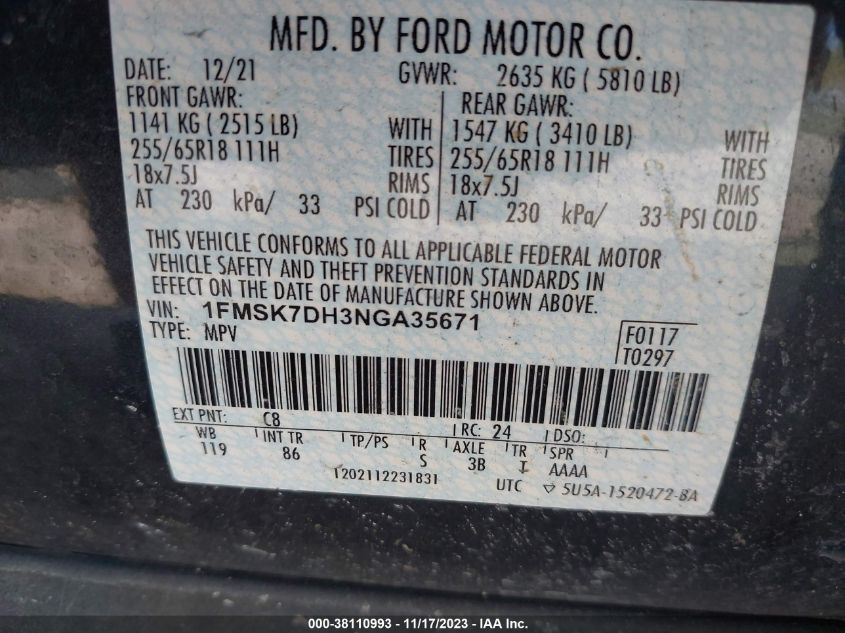 MFD. BY FORD MOTOR CO.
DATE: 12/21 GVWR: 2635 KG ( 5810 LB)
FRONT GAWR: REAR GAWR:
1141 KG ( 2515 LB) WITH 1547 KG ( 3410 LB) WITH
255/65R18 111H TIRES 255/65R18 111H TIRES
18x7.5J RIMS 18x7.5J RIMS
AT 230 kPa/ 33 PSI COLD AT 230 kPa/ 33 PSI COLD
THIS VEHICLE CONFORMS TO ALL APPLICABLE FEDERAL MOTOR
VEHICLE SAFETY AND THEFT PREVENTION STANDARDS IN
EFFECT ON THE DATE OF MANUFACTURE SHOWN ABOVE.
VIN: 1FMSK7DH3NGA35671
TYPE: MPV F0117
T0297
EXT PNT: C8 RC: 24 DSO:
WB INT TR TP/PS R AXLE TR SPR
119 86 S 3B T AAAA
1202112231831 UTC ▽ 5U5A-1520472-BA
000-38110993 - 11/17/2023 - IAA Inc.